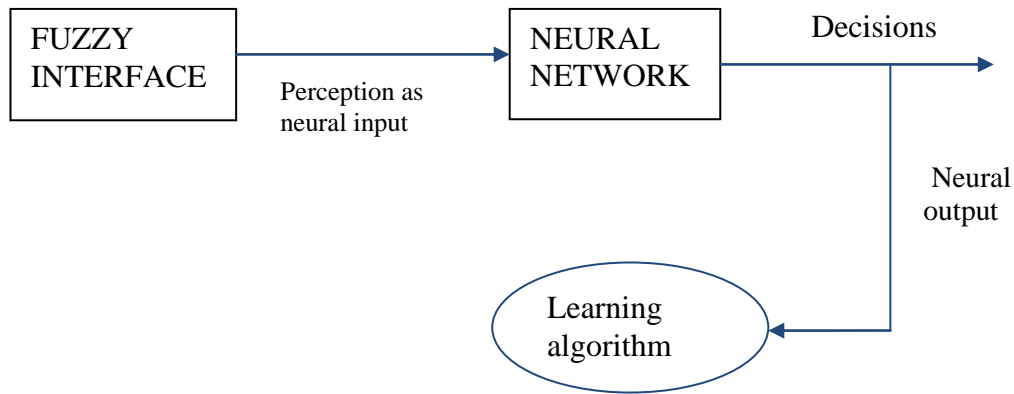 FUZZY
INTERFACE
Perception as
neural input
NEURAL
NETWORK
Decisions
Neural
output
Learning
algorithm